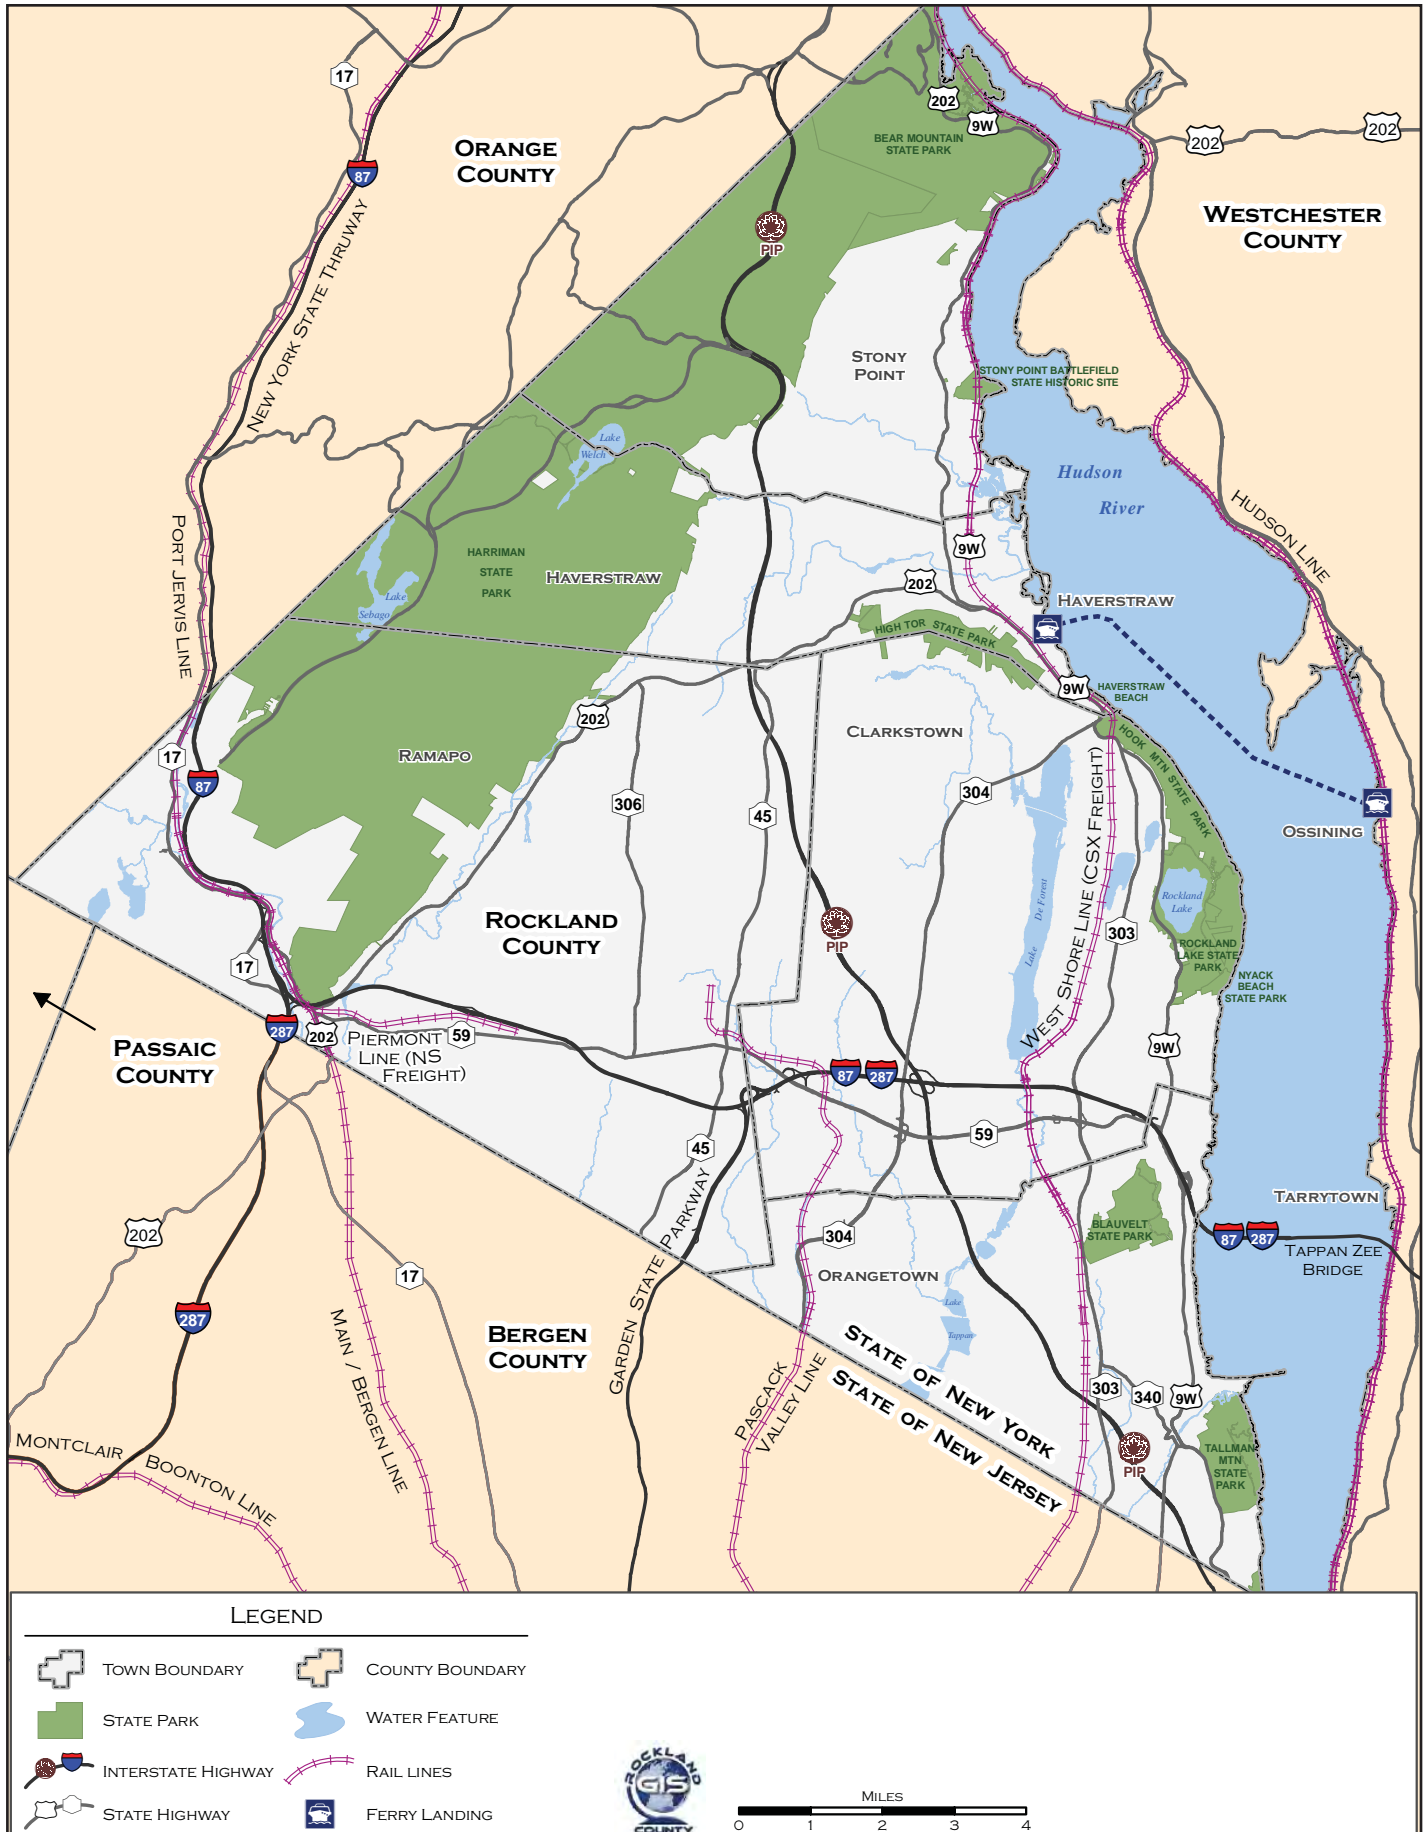 17
202
9W
202
202
BEAR MOUNTAIN
STATE PARK
ORANGE
COUNTY
87
WESTCHESTER
COUNTY
PIP
NEW YORK STATE THRUWAY
STONY
POINT
STONY POINT BATTLEFIELD
STATE HISTORIC SITE
Lake
Welch
Hudson
River
HUDSON LINE
PORT JERVIS LINE
HARRIMAN
STATE
PARK
HAVERSTRAW
9W
202
Lake
Sebago
HAVERSTRAW
HIGH TOR STATE PARK
9W
HAVERSTRAW
BEACH
202
CLARKSTOWN
HOOK MTN STATE PARK
17
RAMAPO
87
306
45
304
WEST SHORE LINE (CSX FREIGHT)
OSSINING
Lake De Forest
Rockland
Lake
ROCKLAND
COUNTY
PIP
303
ROCKLAND
LAKE STATE
PARK
17
NYACK
BEACH
STATE PARK
287
202
PIERMONT
LINE (NS
FREIGHT)
59
9W
PASSAIC
COUNTY
87
287
59
45
GARDEN STATE PARKWAY
TARRYTOWN
202
BLAUVELT
STATE PARK
304
87
287
TAPPAN ZEE
BRIDGE
17
ORANGETOWN
287
MAIN / BERGEN LINE
Lake
Tappan
BERGEN
COUNTY
STATE OF NEW YORK
STATE OF NEW JERSEY
PASCACK
VALLEY LINE
303
340
9W
PIP
TALLMAN
MTN
STATE
PARK
MONTCLAIR BOONTON LINE
LEGEND
TOWN BOUNDARY
COUNTY BOUNDARY
STATE PARK
WATER FEATURE
INTERSTATE HIGHWAY
RAIL LINES
STATE HIGHWAY
FERRY LANDING
ROCKLAND
GIS
COUNTY
MILES
0 1 2 3 4